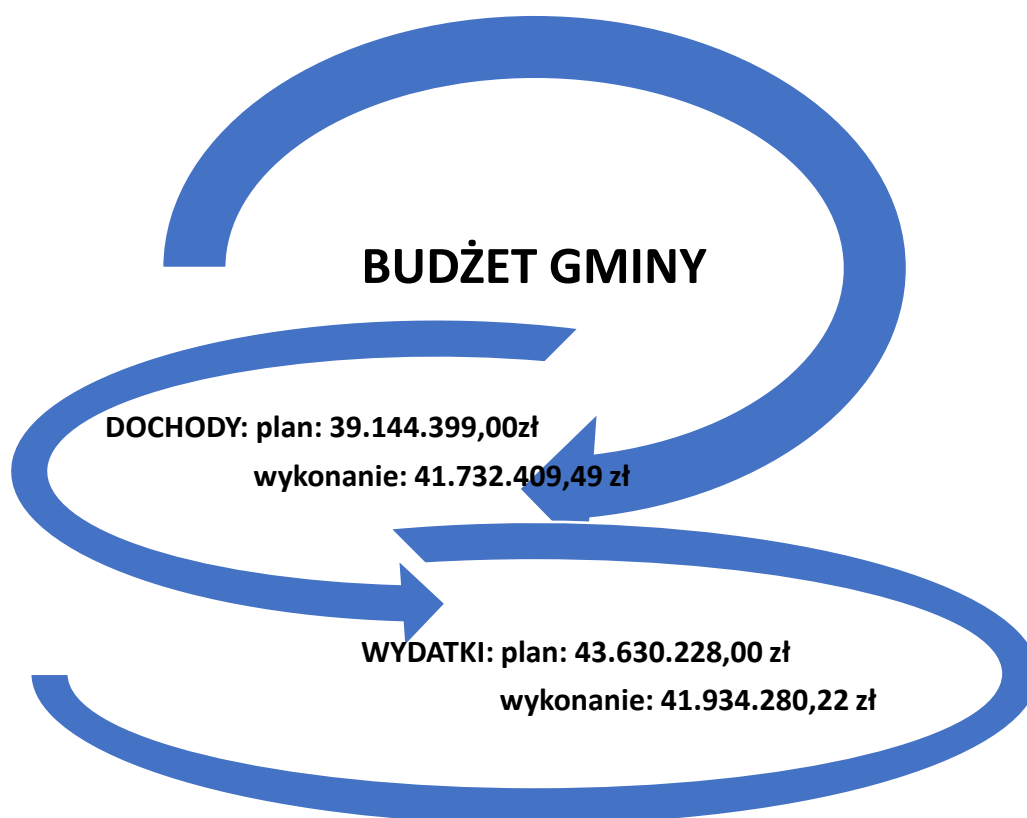 BUDŻET GMINY
DOCHODY: plan: 39.144.399,00zł
wykonanie: 41.732.409,49 zł
WYDATKI: plan: 43.630.228,00 zł
wykonanie: 41.934.280,22 zł